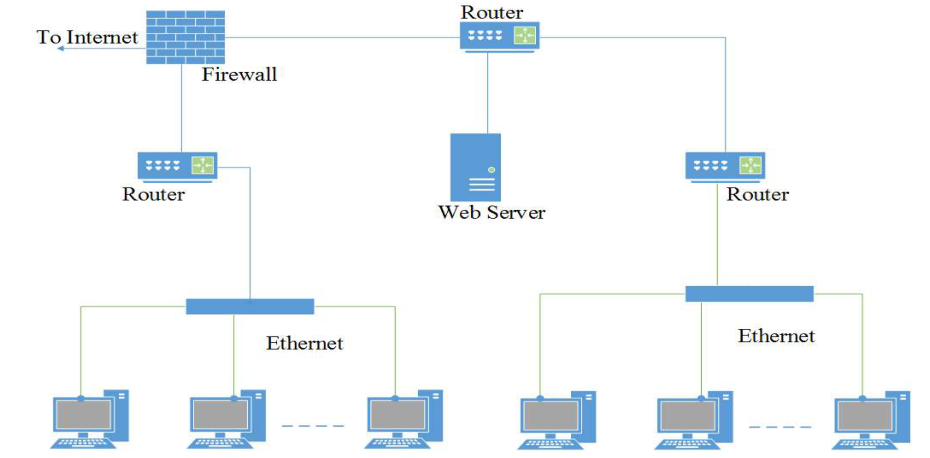 Router
To Internet
Firewall
Router
Web Server
Router
Ethernet
Ethernet